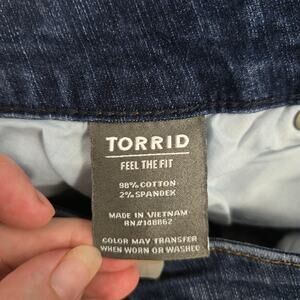 TORRID
FEEL THE FIT
98% COTTON
2% SPANDEX
MADE IN VIETNAM
RN#148862
COLOR MAY TRANSFER
WHEN WORN OR WASHED